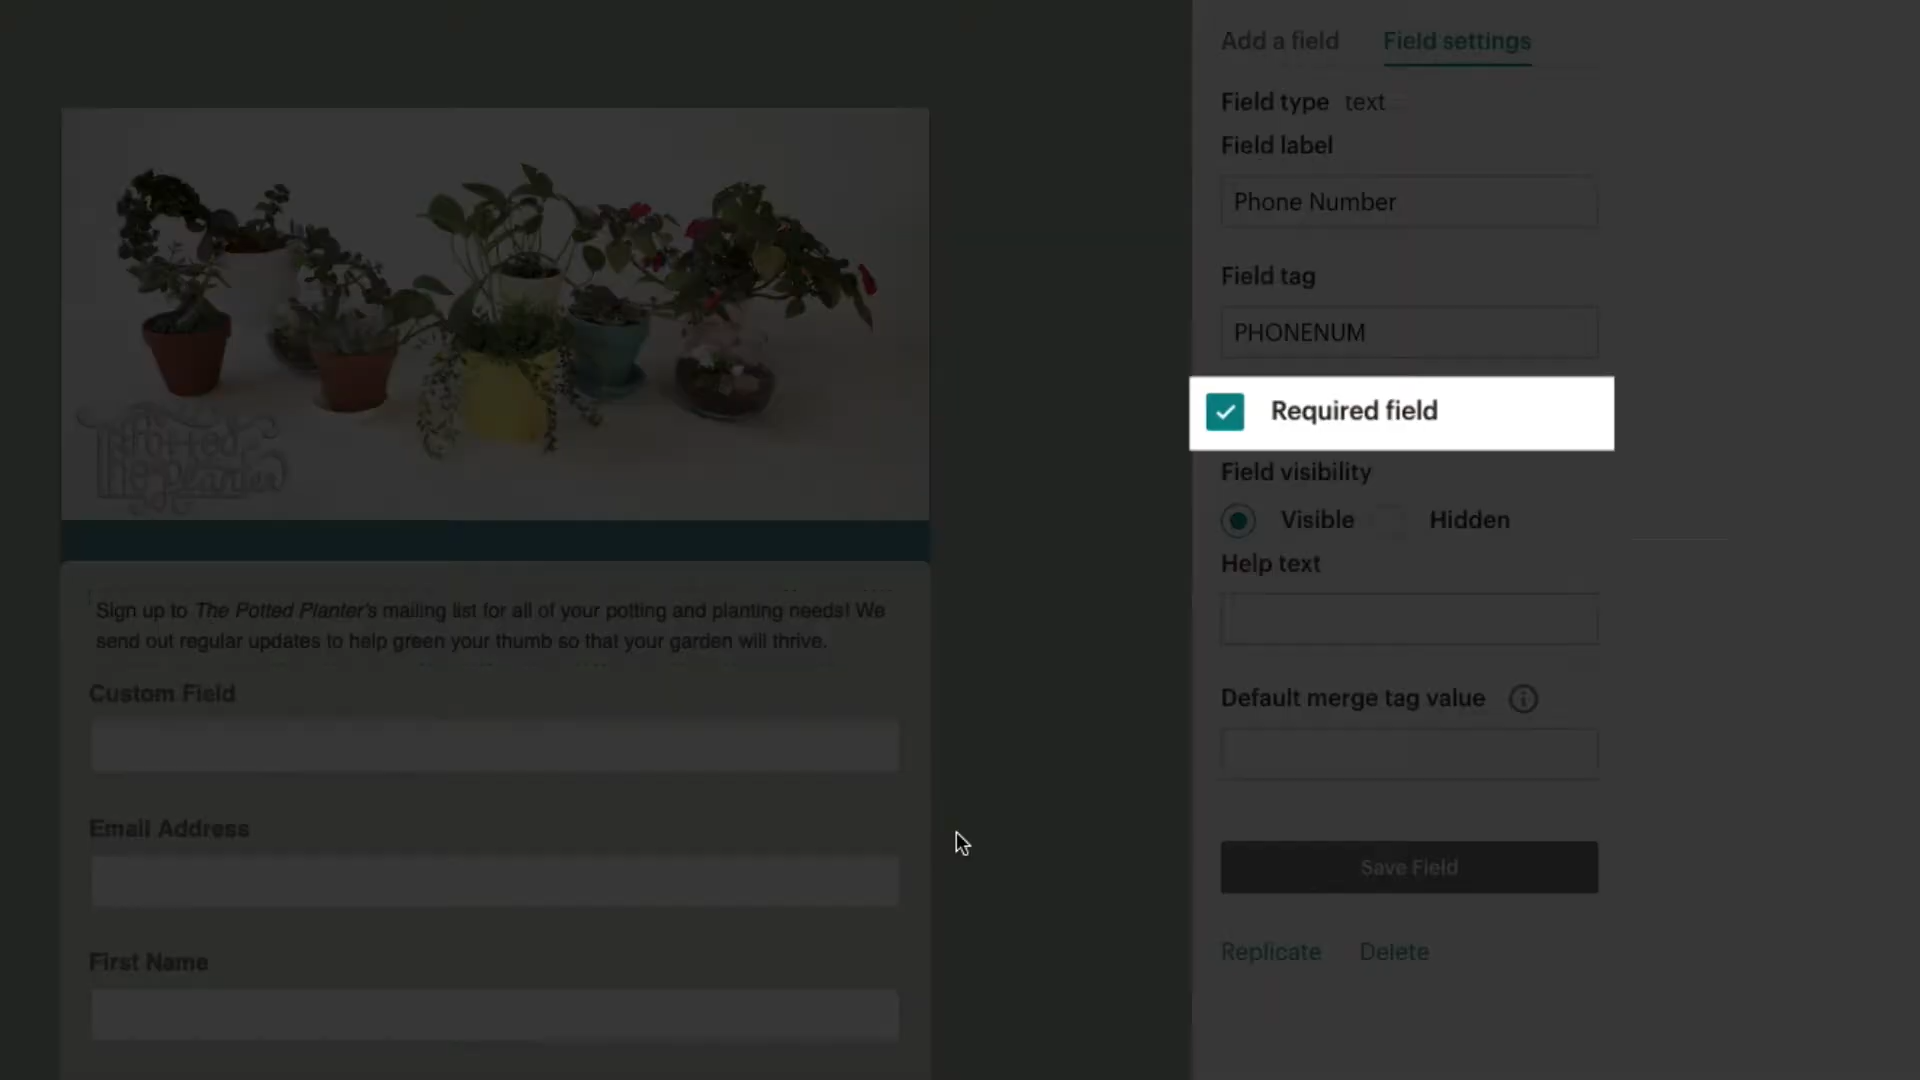 Add a field
Field settings
Field type text
Field label
Phone Number
Field tag
PHONENUM
Required field
Field visibility
Visible
Hidden
Help text
Default merge tag value
Save Field
Replicate
Delete
The Potted Planter
Sign up to The Potted Planter's mailing list for all of your potting and planting needs! We
send out regular updates to help green your thumb so that your garden will thrive.
Custom Field
Email Address
First Name